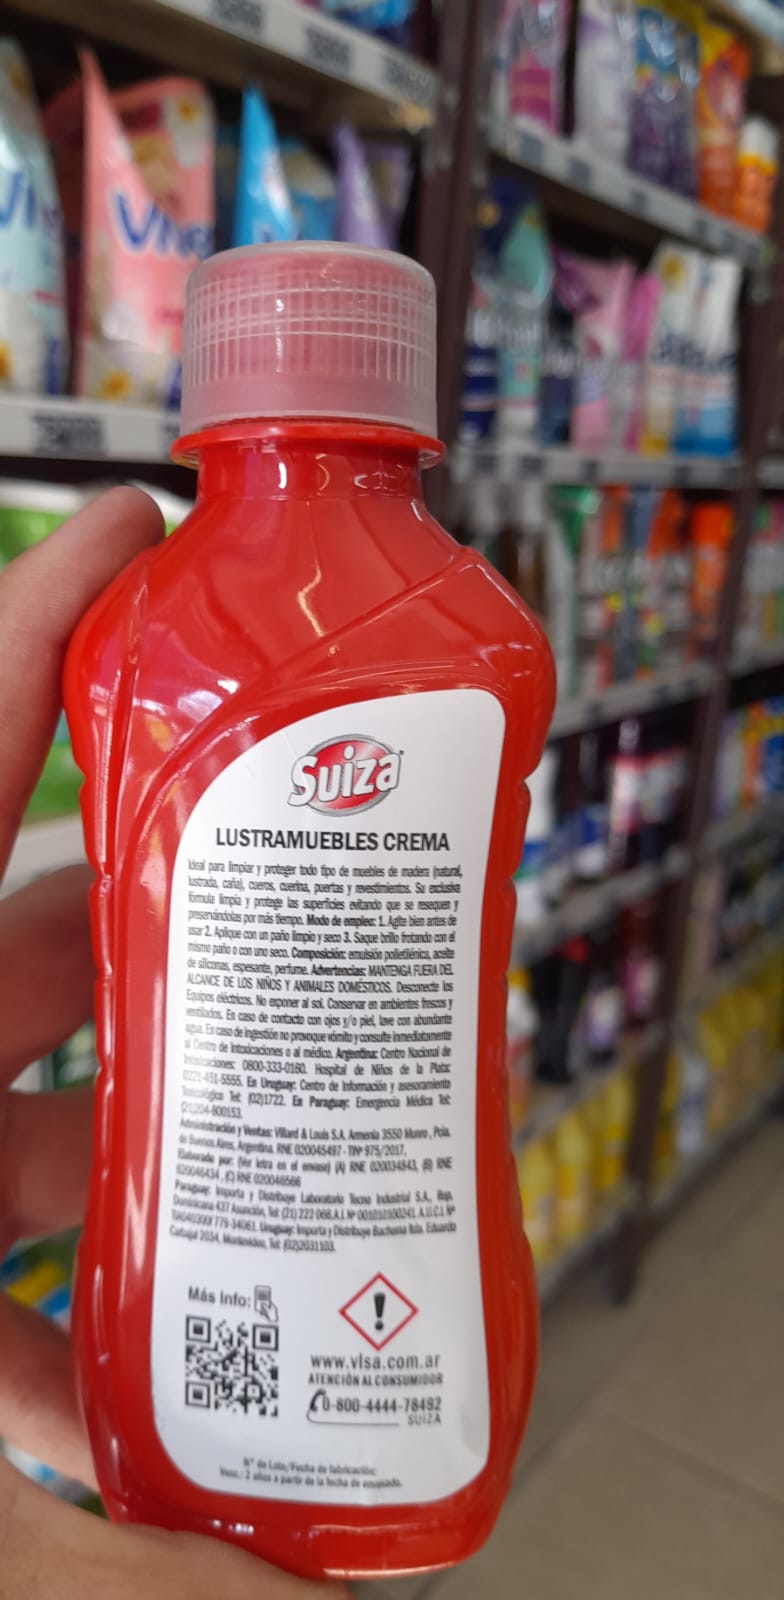 Suiza
LUSTRAMUEBLES CREMA
Ideal para limpiar y proteger todo tipo de muebles de madera (natural,
lustrada, caña), cueros, cuerina, puertas y revestimientos. Su exclusiva
fórmula limpia y protege las superficies evitando que se resequen y
preservándolas por más tiempo. Modo de empleo: 1. Agite bien antes de
usar 2. Aplique con un paño limpio y seco 3. Saque brillo frotando con el
mismo paño o con uno seco. Composición: emulsión polietilénica, aceite
de siliconas, espesante, perfume. Advertencias: MANTENGA FUERA DEL
ALCANCE DE LOS NIÑOS Y ANIMALES DOMÉSTICOS. Desconecte los
Equipos eléctricos. No exponer al sol. Conservar en ambientes frescos y
ventilados. En caso de contacto con ojos y/o piel, lave con abundante
agua. En caso de ingestión no provoque vómito y consulte inmediatamente
al Centro de Intoxicaciones o al médico. Argentina: Centro Nacional de
Intoxicaciones: 0800-333-0160. Hospital de Niños de la Plata:
0221-451-5555. En Uruguay: Centro de Información y asesoramiento
Toxicológico Tel: (02)1722. En Paraguay: Emergencia Médica Tel:
(21)204-800153.
Administración y Ventas: Villard & Louis S.A. Armenia 3550 Munro, Pcia.
de Buenos Aires, Argentina. RNE 020045497 - TIPº 975/2017,
Elaborado por: (Ver letra en el envase) (A) RNE 020034843, (B) RNE
020046434, (C) RNE 020046566
Paraguay: Importa y Distribuye Laboratorio Tecno Industrial S.A., Rep.
Dominicana 437 Asunción, Tel: (21) 222 066. A.I. Nº 001010100241. A.U.C.I. Nº
Uruguay: Importa y Distribuye Bachema ltda. Eduardo
Carbajal 2034, Montevideo, Tel: (02)2031103.
Más Info:
www.vlsa.com.ar
ATENCIÓN AL CONSUMIDOR
0-800-4444-78492
SUIZA
Nº de Lote/Fecha de fabricación:
Venc.: 2 años a partir de la fecha de envasado.